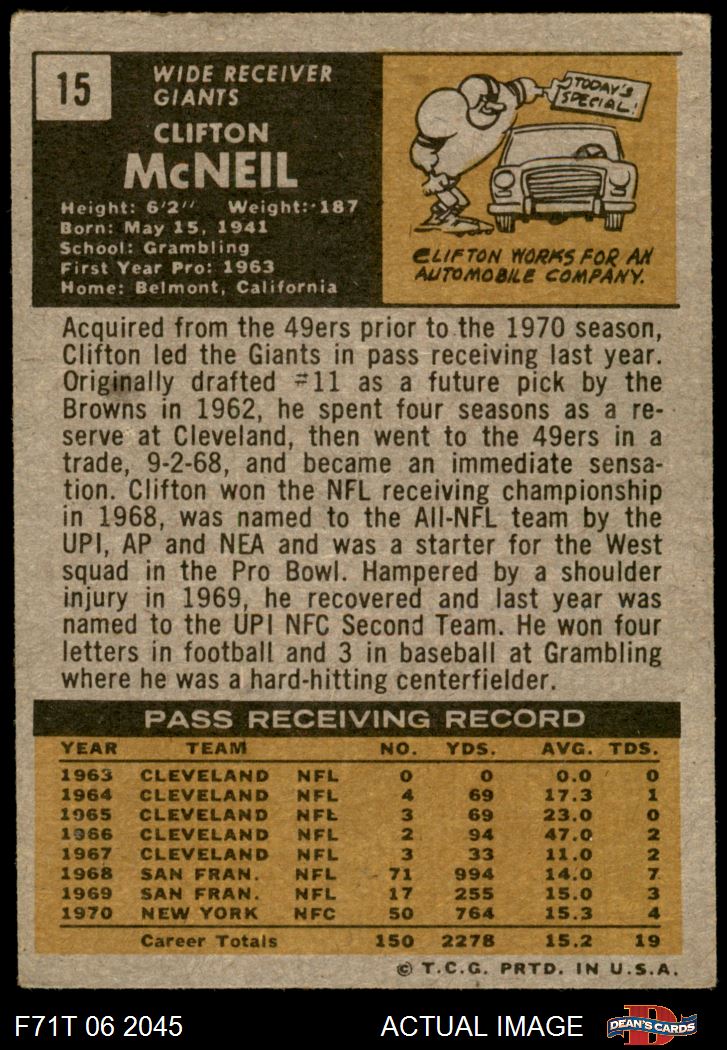 15
WIDE RECEIVER
GIANTS
CLIFTON
McNEIL
Height: 6'2" Weight: 187
Born: May 15, 1941
School: Grambling
First Year Pro: 1963
Home: Belmont, California
TODAY'S
SPECIAL!
CLIFTON WORKS FOR AN
AUTOMOBILE COMPANY.
Acquired from the 49ers prior to the 1970 season,
Clifton led the Giants in pass receiving last year.
Originally drafted #11 as a future pick by the
Browns in 1962, he spent four seasons as a re-
serve at Cleveland, then went to the 49ers in a
trade, 9-2-68, and became an immediate sensa-
tion. Clifton won the NFL receiving championship
in 1968, was named to the All-NFL team by the
UPI, AP and NEA and was a starter for the West
squad in the Pro Bowl. Hampered by a shoulder
injury in 1969, he recovered and last year was
named to the UPI NFC Second Team. He won four
letters in football and 3 in baseball at Grambling
where he was a hard-hitting centerfielder.
PASS RECEIVING RECORD
YEAR TEAM NO. YDS. AVG. TDS.
1963 CLEVELAND NFL 0 0 0.0 0
1964 CLEVELAND NFL 4 69 17.3 1
1965 CLEVELAND NFL 3 69 23.0 0
1966 CLEVELAND NFL 2 94 47.0 2
1967 CLEVELAND NFL 3 33 11.0 2
1968 SAN FRAN. NFL 71 994 14.0 7
1969 SAN FRAN. NFL 17 255 15.0 3
1970 NEW YORK NFC 50 764 15.3 4
Career Totals 150 2278 15.2 19
© T.C.G. PRTD. IN U.S.A.
F71T 06 2045 ACTUAL IMAGE
D
DEAN'S CARDS